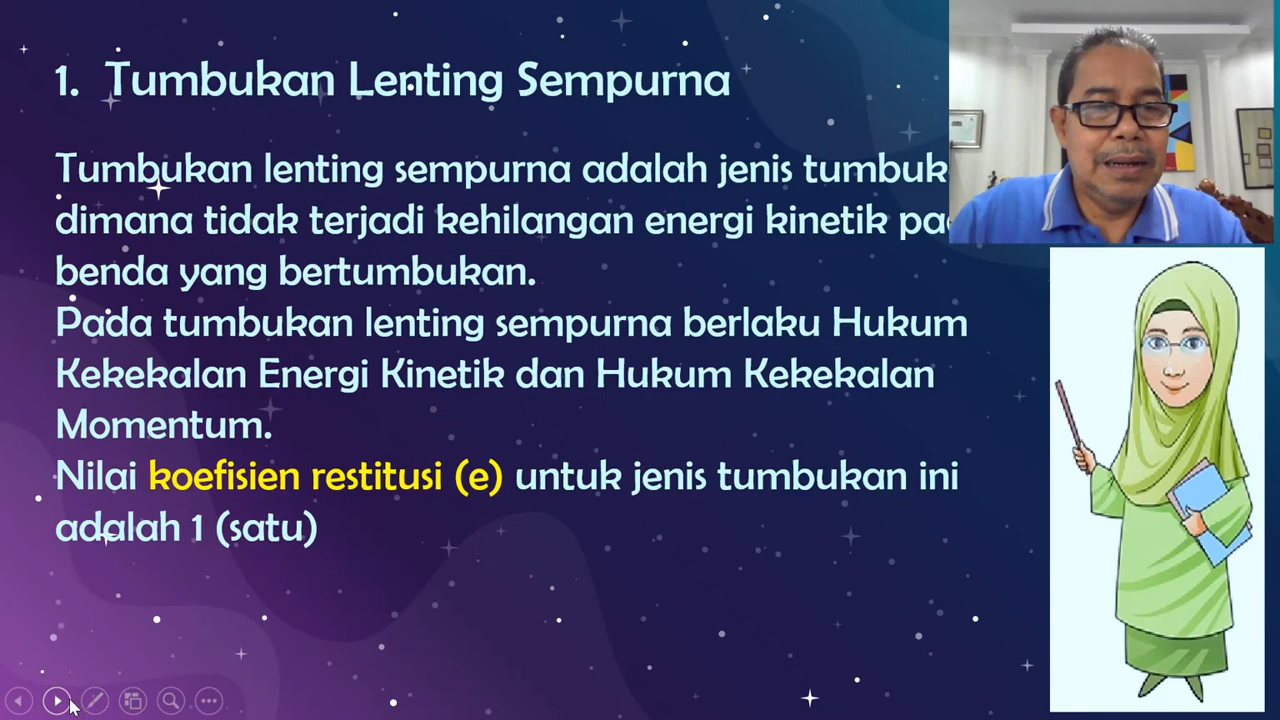 1. Tumbukan Lenting Sempurna
Tumbukan lenting sempurna adalah jenis
dimana tidak terjadi kehilangan energi kinetik
benda yang bertumbukan.
Pada tumbukan lenting sempurna berlaku Hukum
Kekekalan Energi Kinetik dan Hukum Kekekalan
Momentum.
Nilai koefisien restitusi (e) untuk jenis tumbukan ini
adalah 1 (satu)